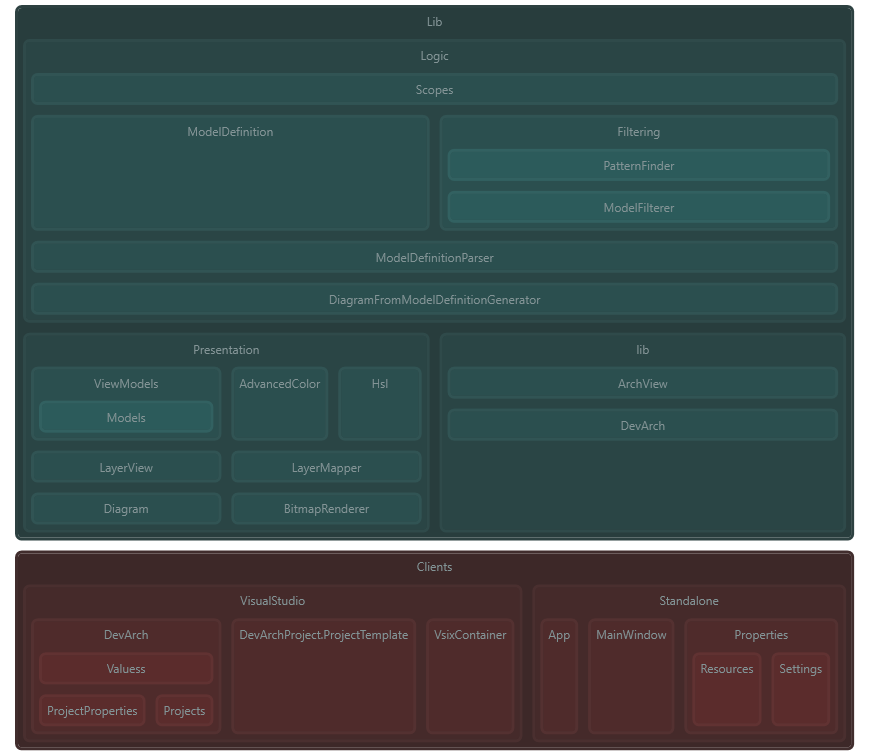 Lib
Logic
Scopes
ModelDefinition
Filtering
PatternFinder
ModelFilterer
ModelDefinitionParser
DiagramFromModelDefinitionGenerator
Presentation
ViewModels
Models
AdvancedColor
Hsl
LayerView
LayerMapper
Diagram
BitmapRenderer
lib
ArchView
DevArch
Clients
VisualStudio
DevArch
Valuess
ProjectProperties
Projects
DevArchProject.ProjectTemplate
VsixContainer
Standalone
App
MainWindow
Properties
Resources
Settings